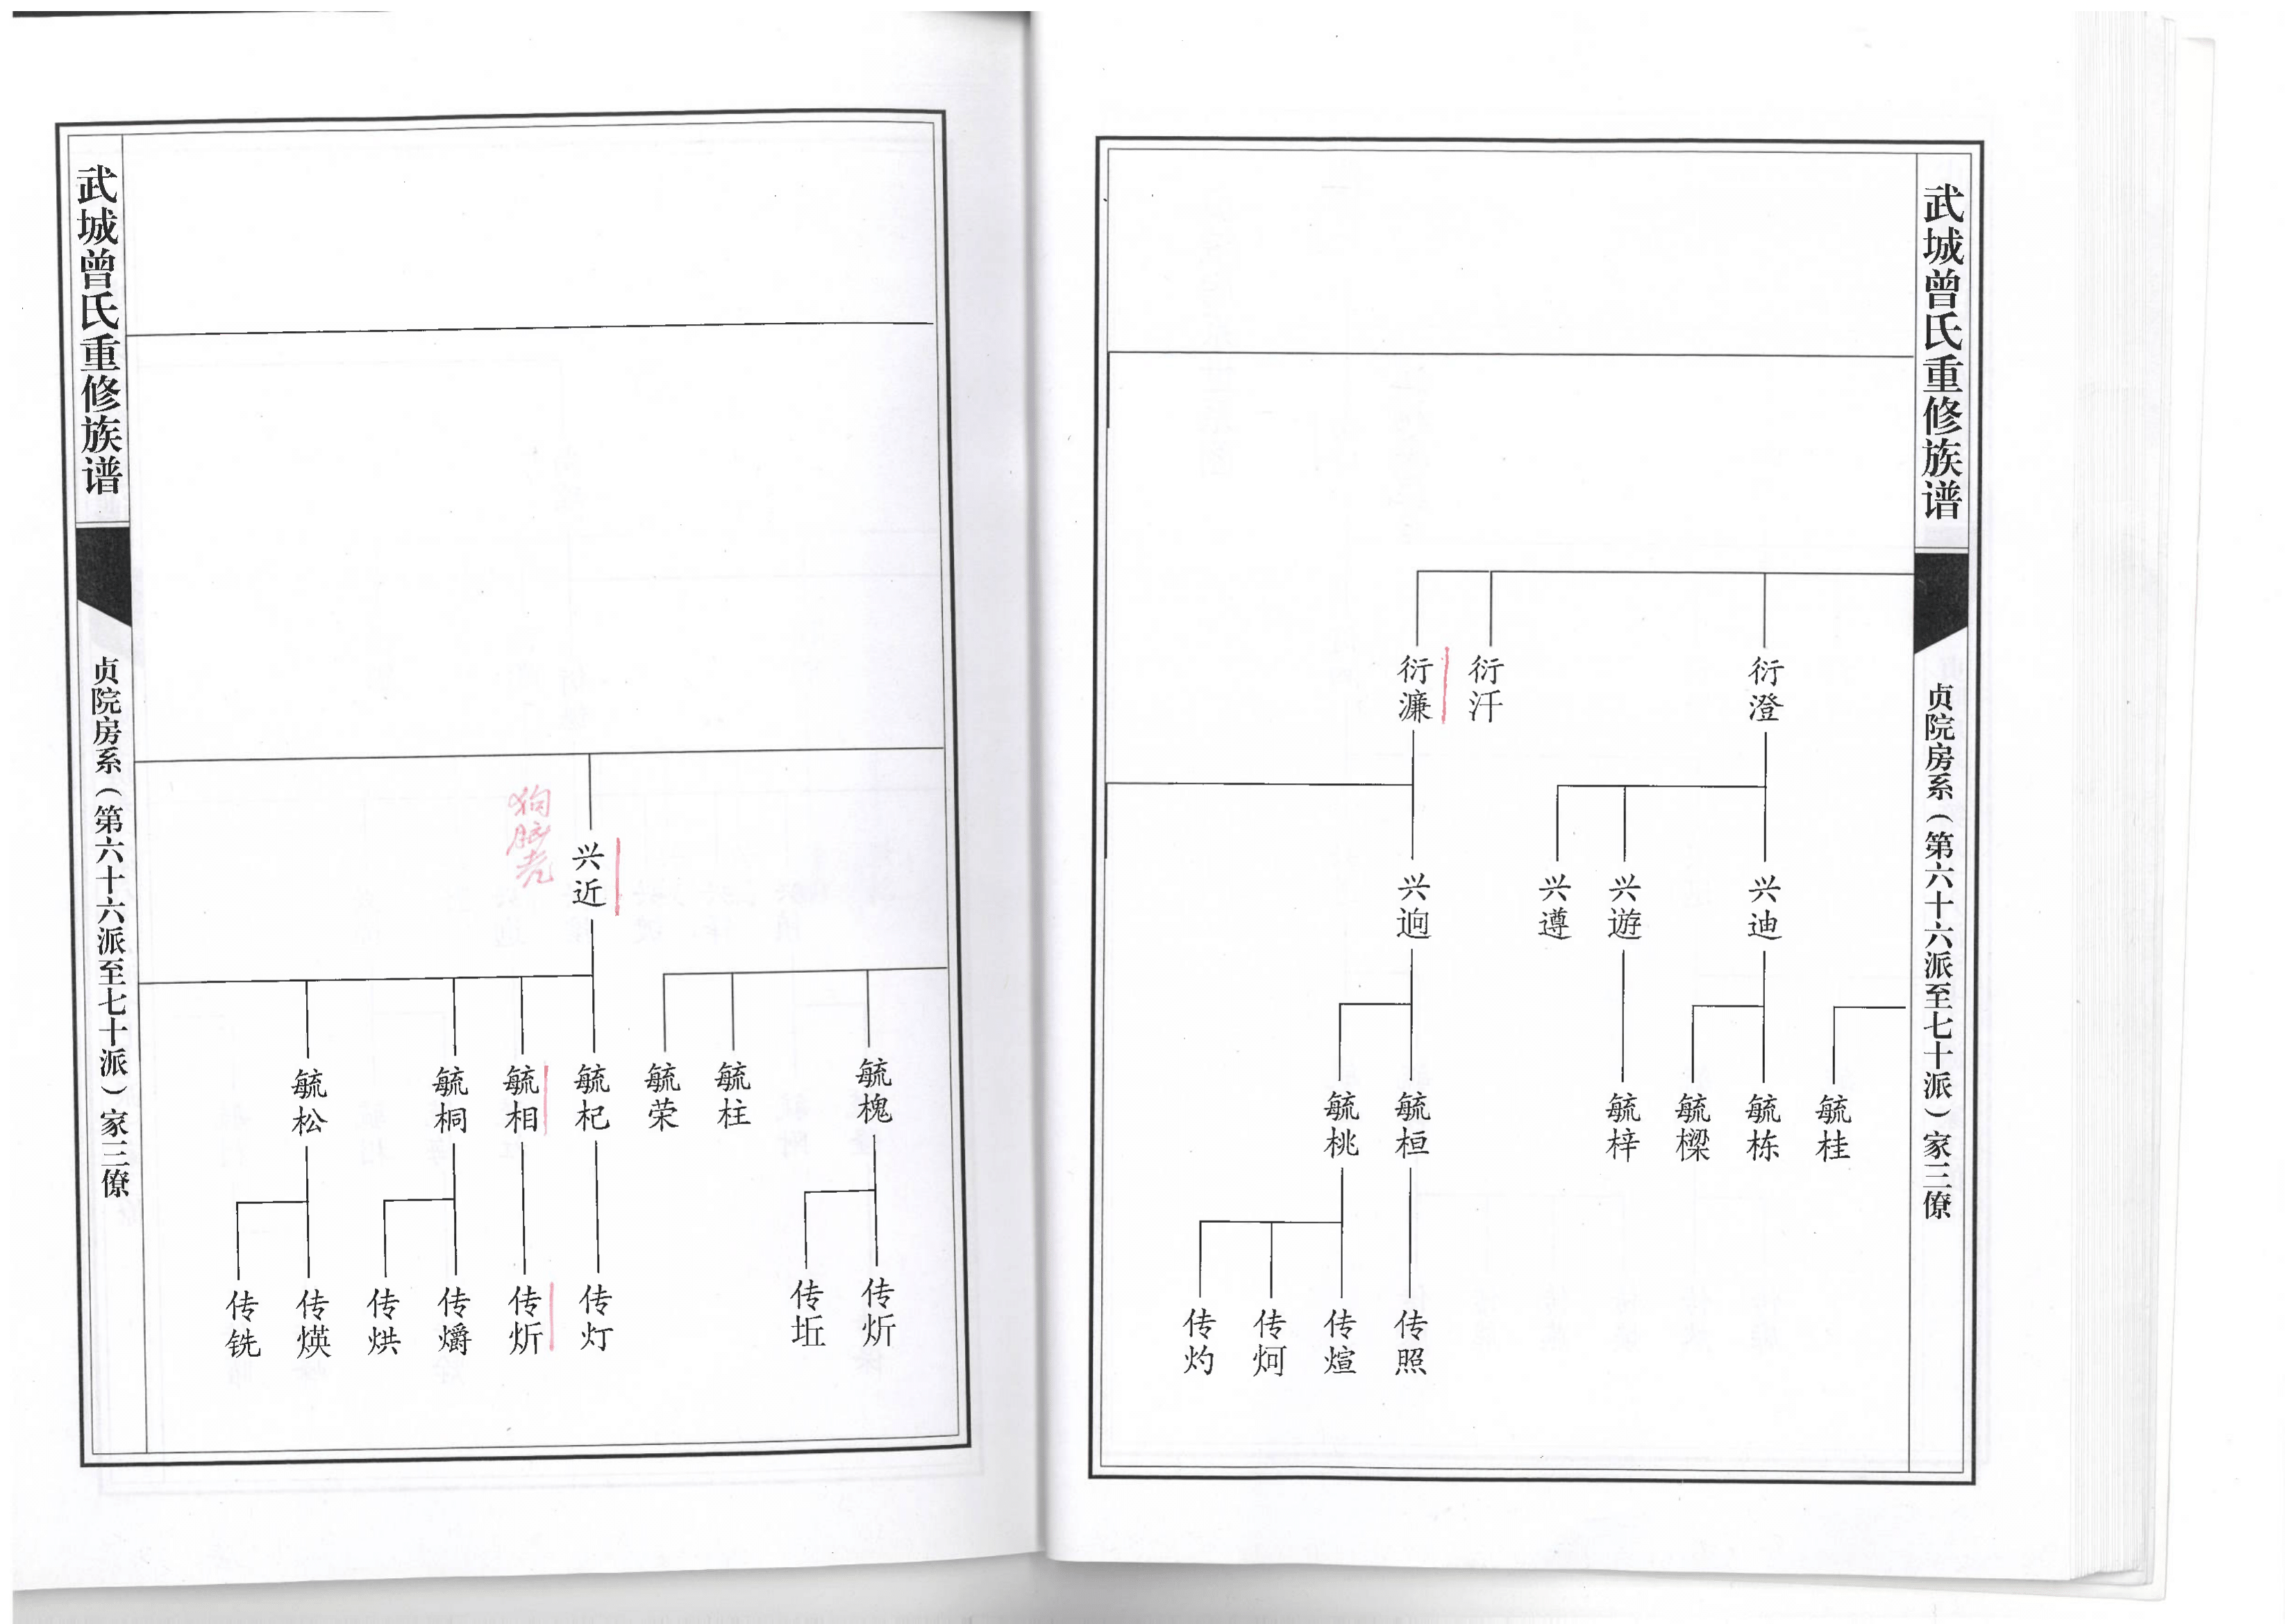 武城曾氏重修族谱
贞院房系（第六十六派至七十派）家三僚
衍澄
衍汗
衍濂
兴迪
兴遊
兴遵
兴逈
毓桂
毓栋
毓樑
毓梓
毓桓
毓桃
传照
传煊
传炣
传灼
武城曾氏重修族谱
贞院房系（第六十六派至七十派）家三僚
兴近
狗
老
毓槐
毓柱
毓荣
毓杞
毓相
毓桐
毓松
传炘
传坵
传灯
传炘
传爝
传烘
传煐
传铣